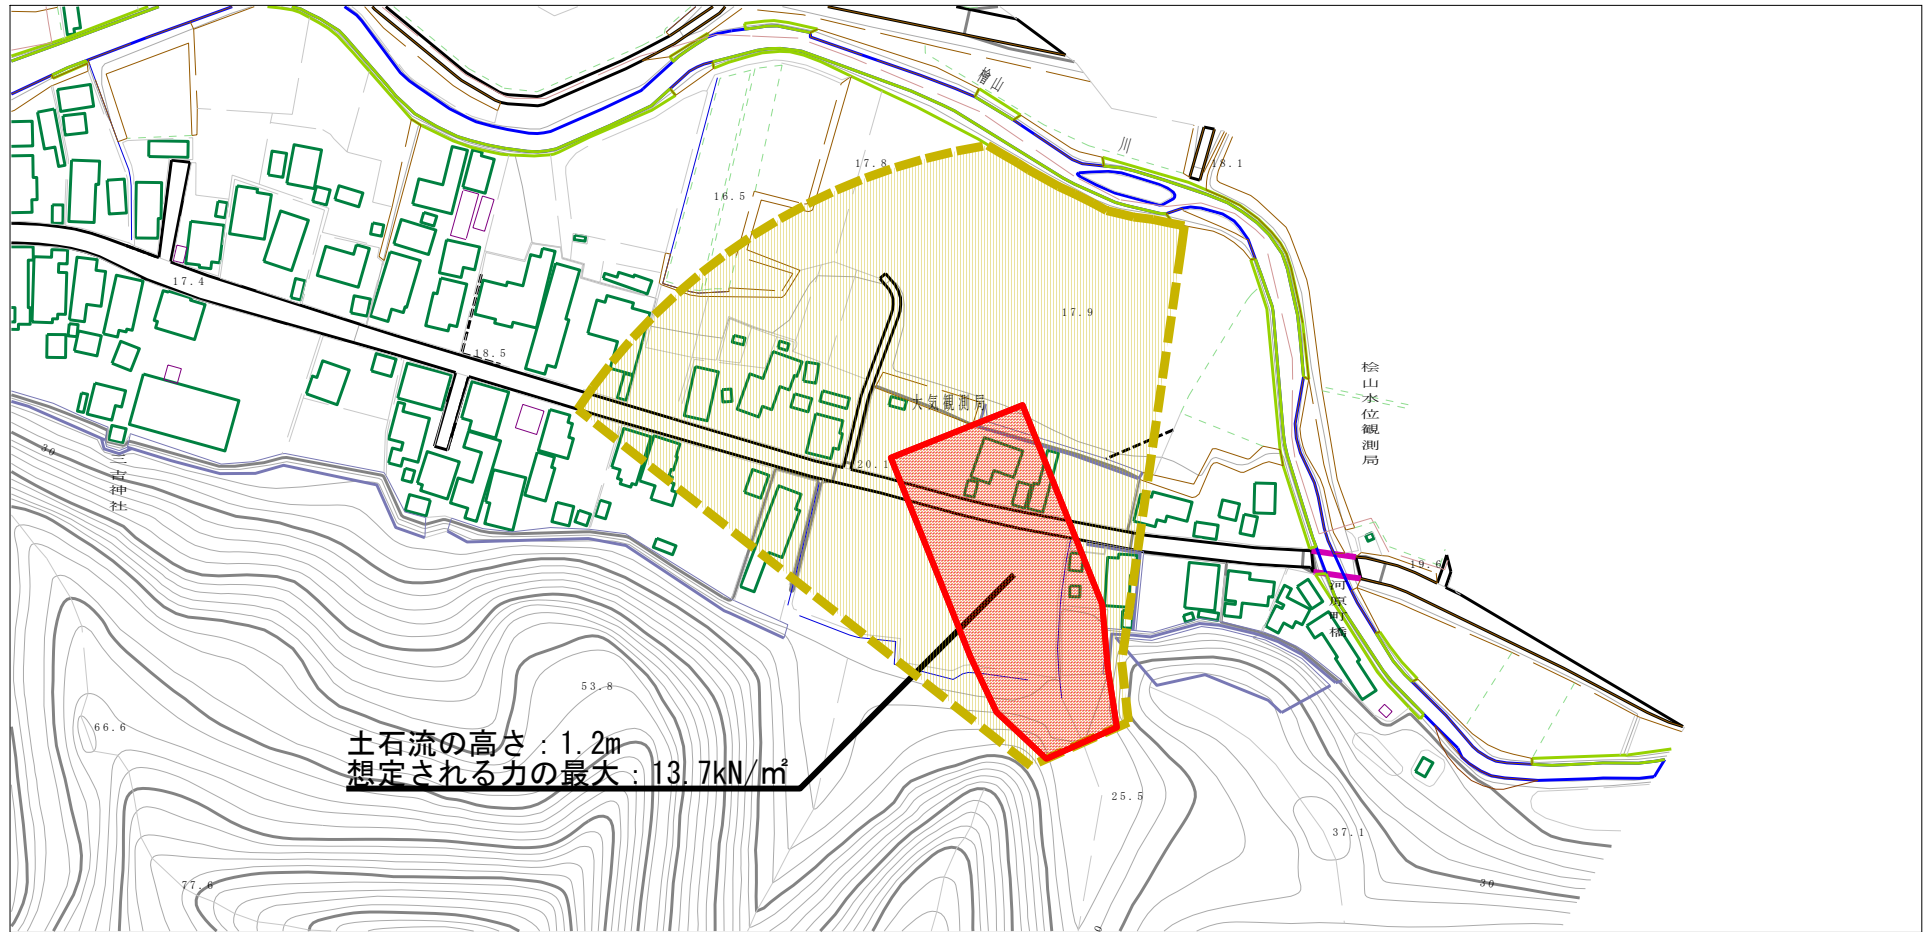 檜山
川
18.1
17.8
16.5
17.4
17.9
18.5
桧山水位観測局
大気観測局
20.1
30
三吉神社
19.6
河原町橋
53.8
66.6
土石流の高さ：1.2m
想定される力の最大：13.7kN/㎡
25.5
37.1
77.6
30